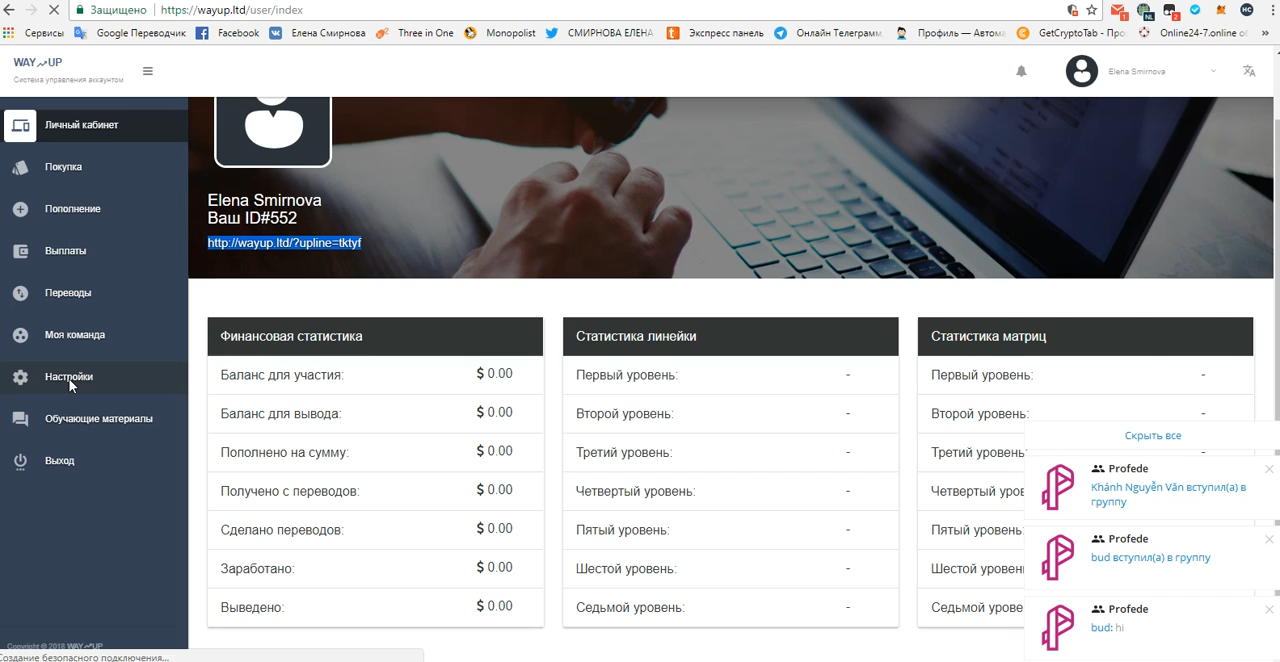 Защищено
https://wayup.ltd/user/index
Сервисы
Google Переводчик
Facebook
Елена Смирнова
Three in One
Monopolist
СМИРНОВА ЕЛЕНА
Экспресс панель
Онлайн Телеграмм,
Профиль — Автома
GetCryptoTab - Про
Online24-7.online о
WAY UP
Система управления аккаунтом
Elena Smirnova
Личный кабинет
Покупка
Пополнение
Выплаты
Переводы
Моя команда
Настройки
Обучающие материалы
Выход
Elena Smirnova
Ваш ID#552
http://wayup.ltd/?upline=tktyf
Финансовая статистика
Баланс для участия: $ 0.00
Баланс для вывода: $ 0.00
Пополнено на сумму: $ 0.00
Получено с переводов: $ 0.00
Сделано переводов: $ 0.00
Заработано: $ 0.00
Выведено: $ 0.00
Статистика линейки
Первый уровень: -
Второй уровень: -
Третий уровень: -
Четвертый уровень: -
Пятый уровень: -
Шестой уровень: -
Седьмой уровень: -
Статистика матриц
Первый уровень: -
Второй уровень: -
Третий уровень: -
Четвертый уров
Пятый уровень:
Шестой уровен
Седьмой урове
Скрыть все
Profede
Khánh Nguyễn Văn вступил(а) в
группу
Profede
bud вступил(а) в группу
Profede
bud: hi
Copyright © 2018 WAY UP
Создание безопасного подключения...